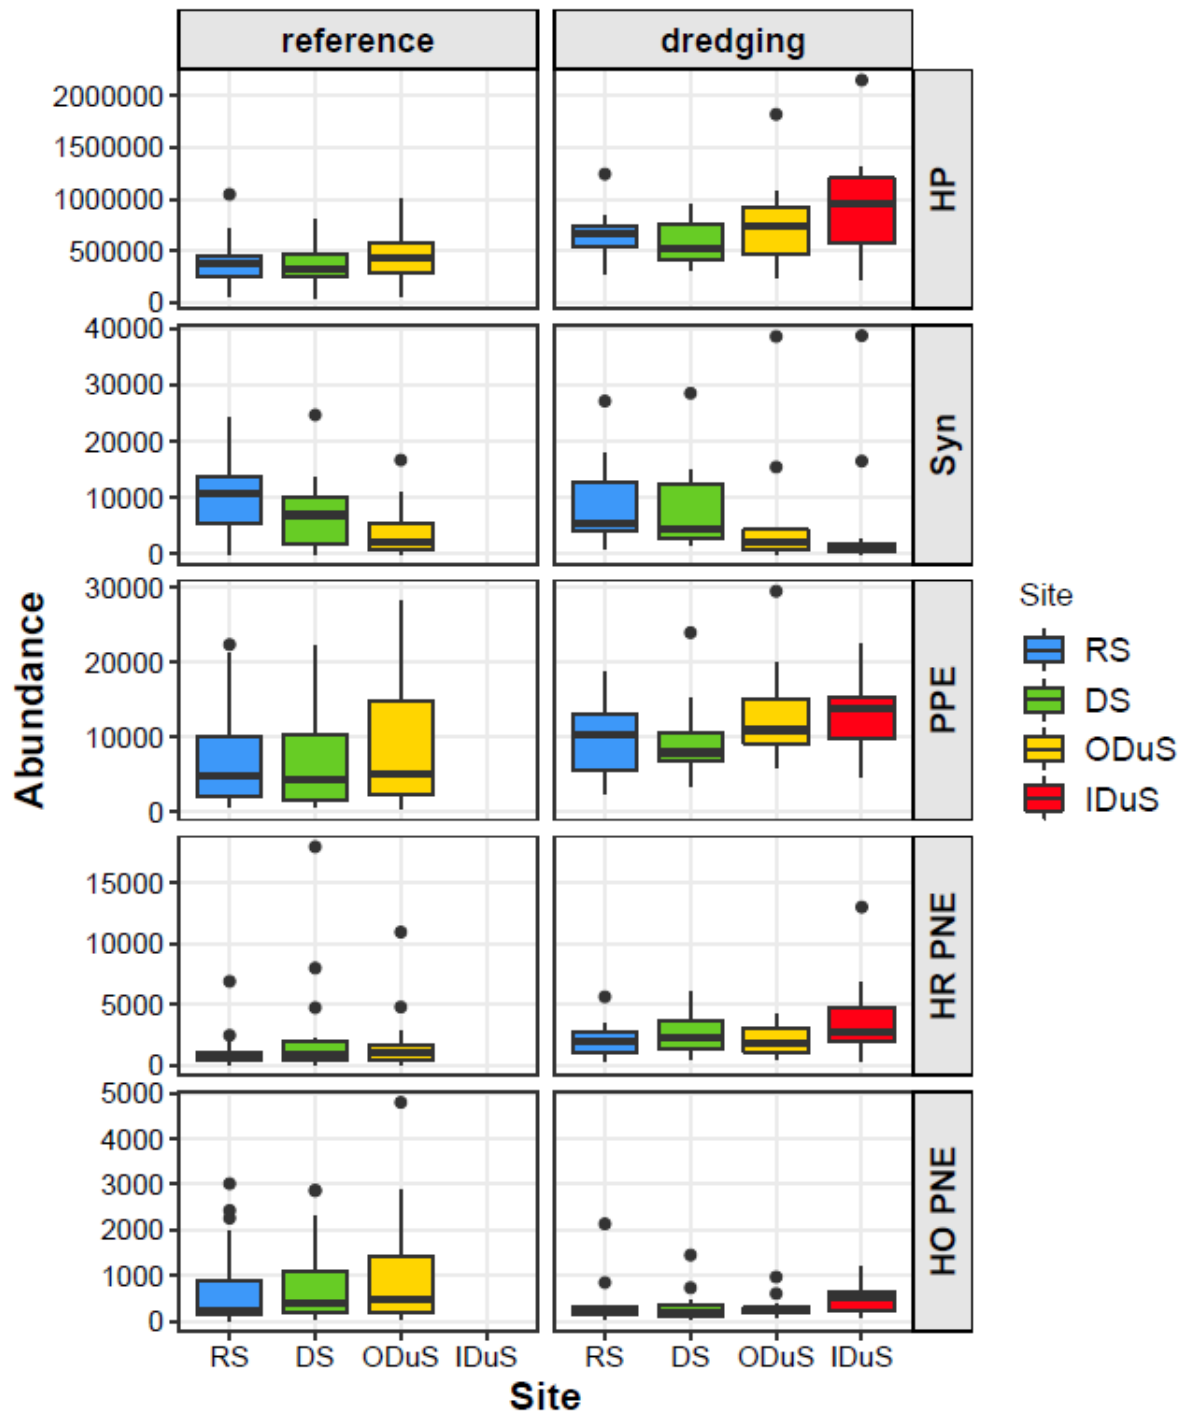 reference dredging
2000000
1500000
1000000
500000
0
HP
40000
30000
20000
10000
0
Syn
30000
20000
10000
0
PPE
15000
10000
5000
0
HR PNE
5000
4000
3000
2000
1000
0
HO PNE
RS DS ODuS IDuS RS DS ODuS IDuS
Site
Abundance
Site
RS
DS
ODuS
IDuS